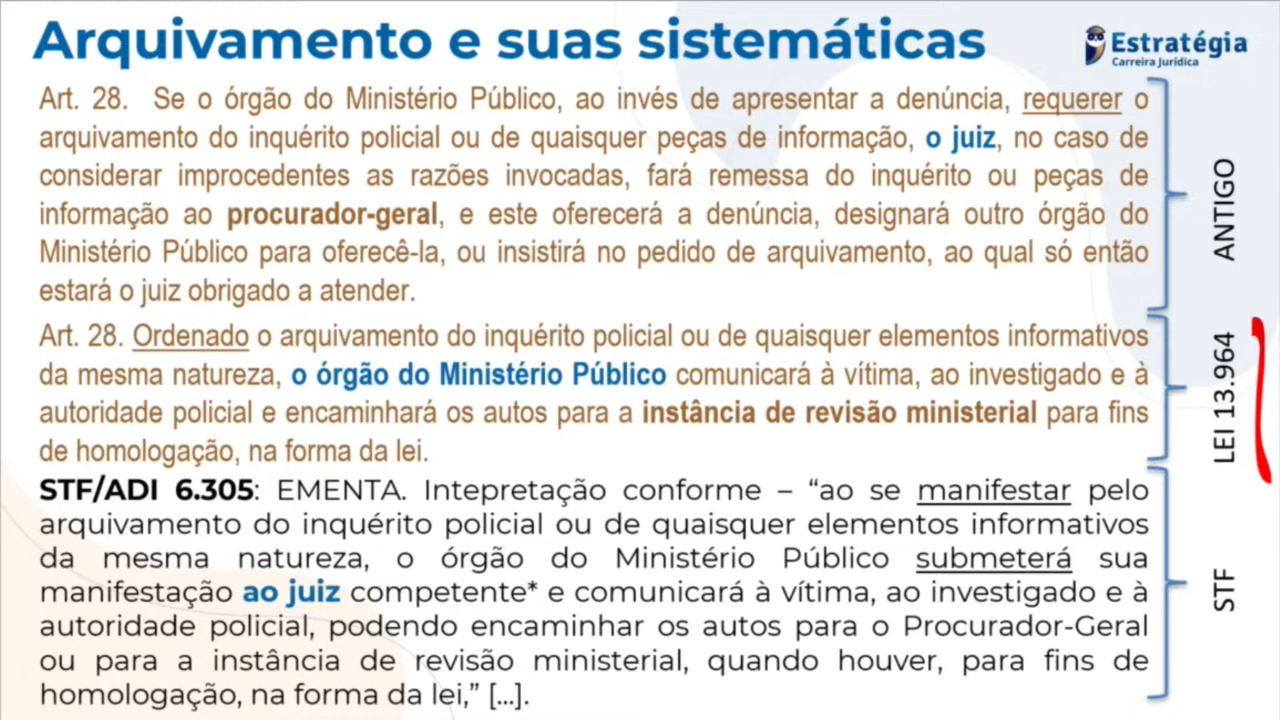 Arquivamento e suas sistemáticas
Estratégia
Carreira Jurídica
Art. 28. Se o órgão do Ministério Público, ao invés de apresentar a denúncia, requerer o
arquivamento do inquérito policial ou de quaisquer peças de informação, o juiz, no caso de
considerar improcedentes as razões invocadas, fará remessa do inquérito ou peças de
informação ao procurador-geral, e este oferecerá a denúncia, designará outro órgão do
Ministério Público para oferecê-la, ou insistirá no pedido de arquivamento, ao qual só então
estará o juiz obrigado a atender.
ANTIGO
Art. 28. Ordenado o arquivamento do inquérito policial ou de quaisquer elementos informativos
da mesma natureza, o órgão do Ministério Público comunicará à vítima, ao investigado e à
autoridade policial e encaminhará os autos para a instância de revisão ministerial para fins
de homologação, na forma da lei.
LEI 13.964
STF/ADI 6.305: EMENTA. Intepretação conforme – “ao se manifestar pelo
arquivamento do inquérito policial ou de quaisquer elementos informativos
da mesma natureza, o órgão do Ministério Público submeterá sua
manifestação ao juiz competente* e comunicará à vítima, ao investigado e à
autoridade policial, podendo encaminhar os autos para o Procurador-Geral
ou para a instância de revisão ministerial, quando houver, para fins de
homologação, na forma da lei,” [...].
STF